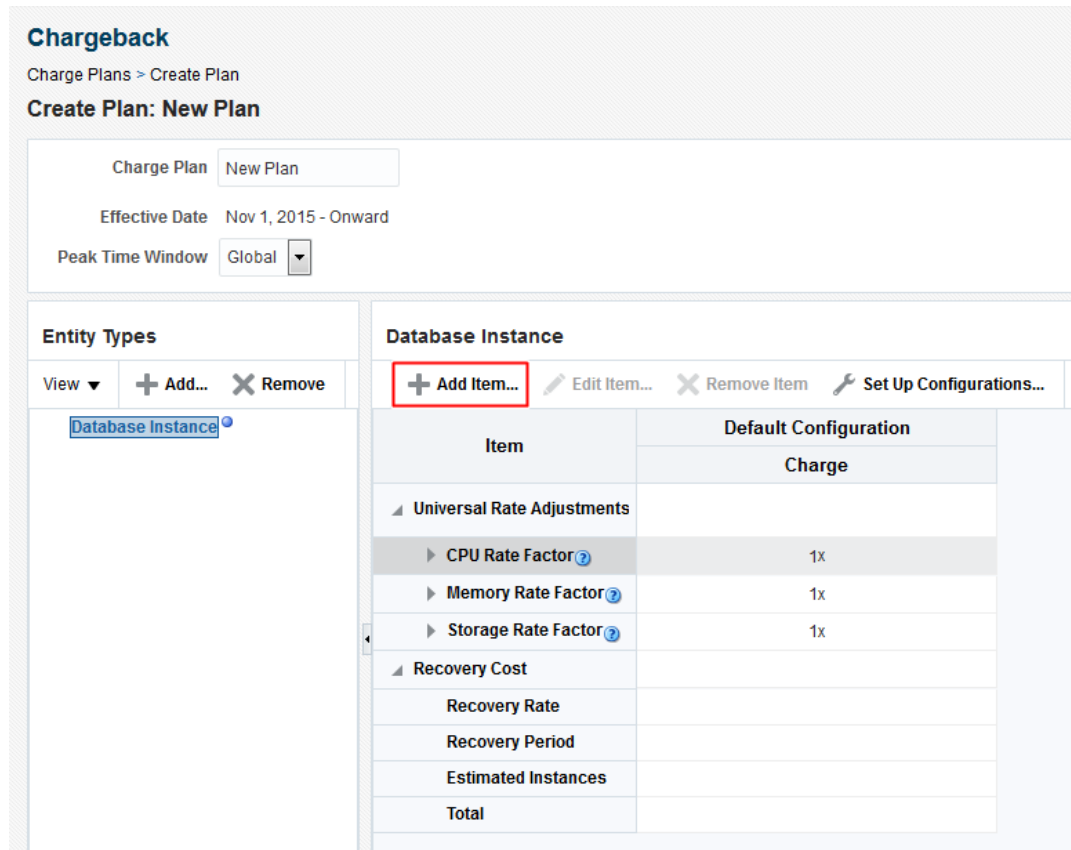 Chargeback
Charge Plans > Create Plan
Create Plan: New Plan
Charge Plan New Plan
Effective Date Nov 1, 2015 - Onward
Peak Time Window Global
Entity Types
View Add... Remove
Database Instance
Database Instance
Add Item... Edit Item... Remove Item Set Up Configurations...
Item Default Configuration
Charge
Universal Rate Adjustments
CPU Rate Factor ? 1x
Memory Rate Factor ? 1x
Storage Rate Factor ? 1x
Recovery Cost
Recovery Rate
Recovery Period
Estimated Instances
Total